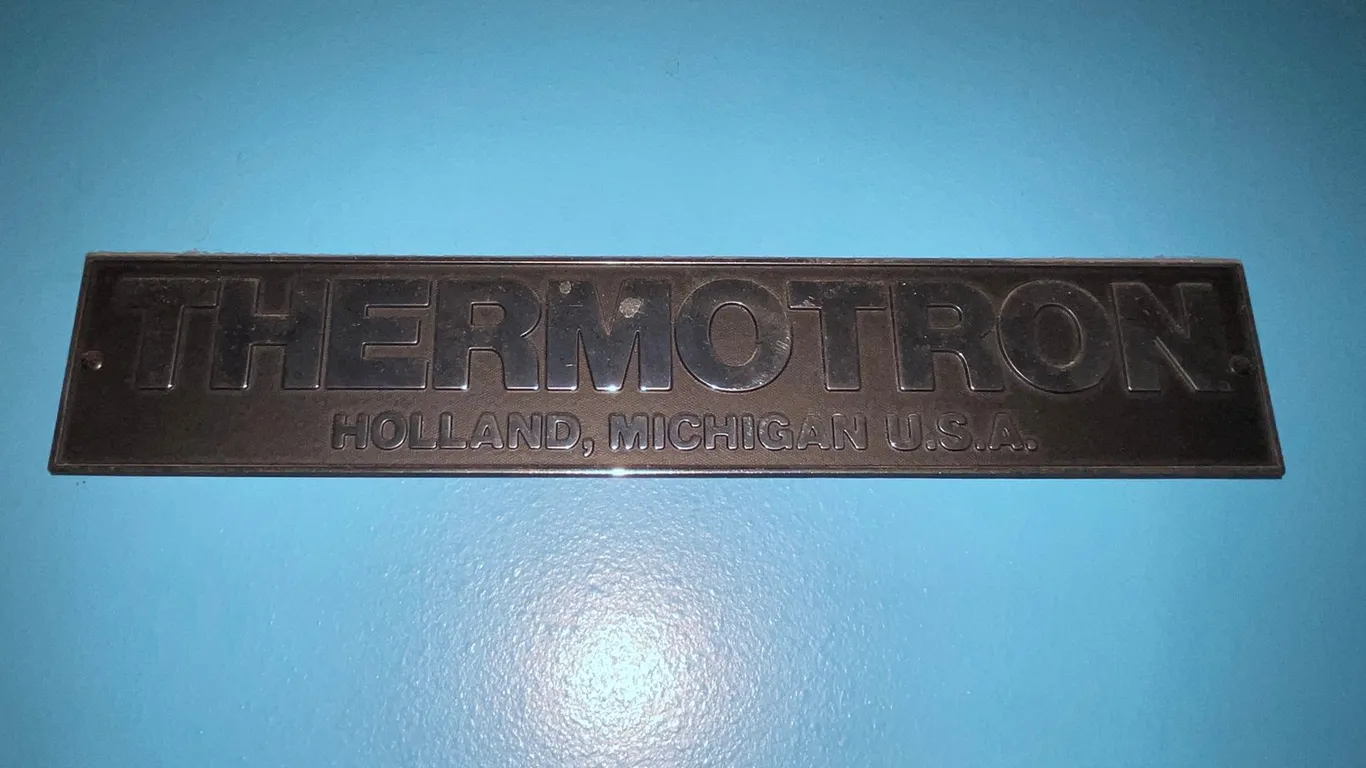 THERMOTRON.
HOLLAND, MICHIGAN U.S.A.